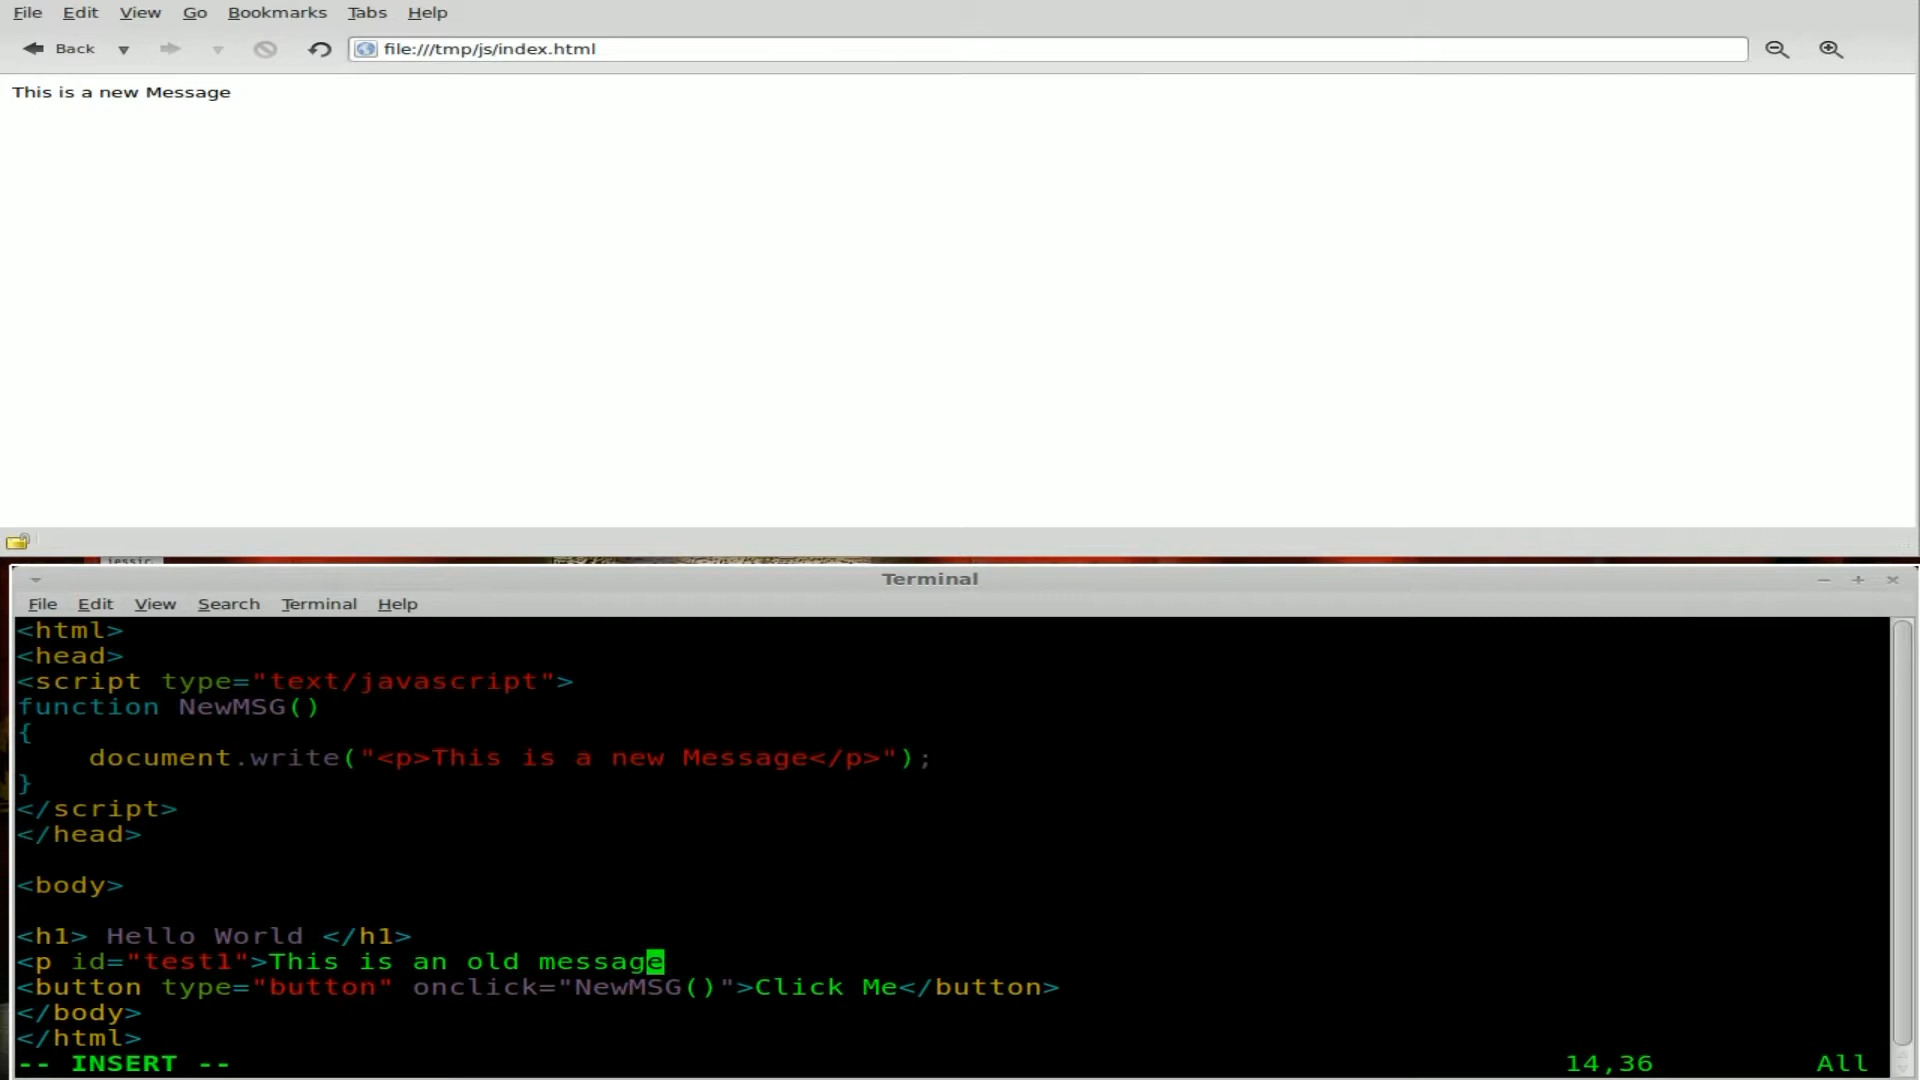 File Edit View Go Bookmarks Tabs Help
Back file:///tmp/js/index.html
This is a new Message
Terminal
File Edit View Search Terminal Help
<html>
<head>
<script type="text/javascript">
function NewMSG()
{
    document.write("<p>This is a new Message</p>");
}
</script>
</head>
<body>
<h1> Hello World </h1>
<p id="test1">This is an old message
<button type="button" onclick="NewMSG()">Click Me</button>
</body>
</html>
-- INSERT -- 14,36 All